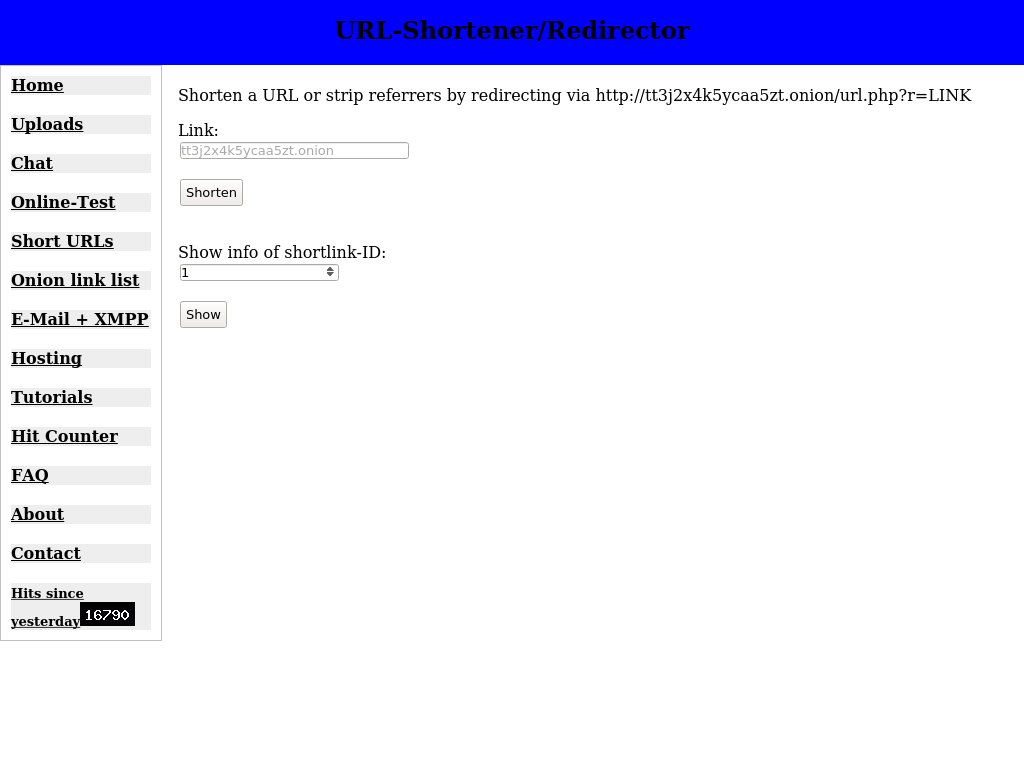 URL-Shortener/Redirector
Home
Uploads
Chat
Online-Test
Short URLs
Onion link list
E-Mail + XMPP
Hosting
Tutorials
Hit Counter
FAQ
About
Contact
Hits since
yesterday 16790
Shorten a URL or strip referrers by redirecting via http://tt3j2x4k5ycaa5zt.onion/url.php?r=LINK
Link:
tt3j2x4k5ycaa5zt.onion
Shorten
Show info of shortlink-ID:
1
Show